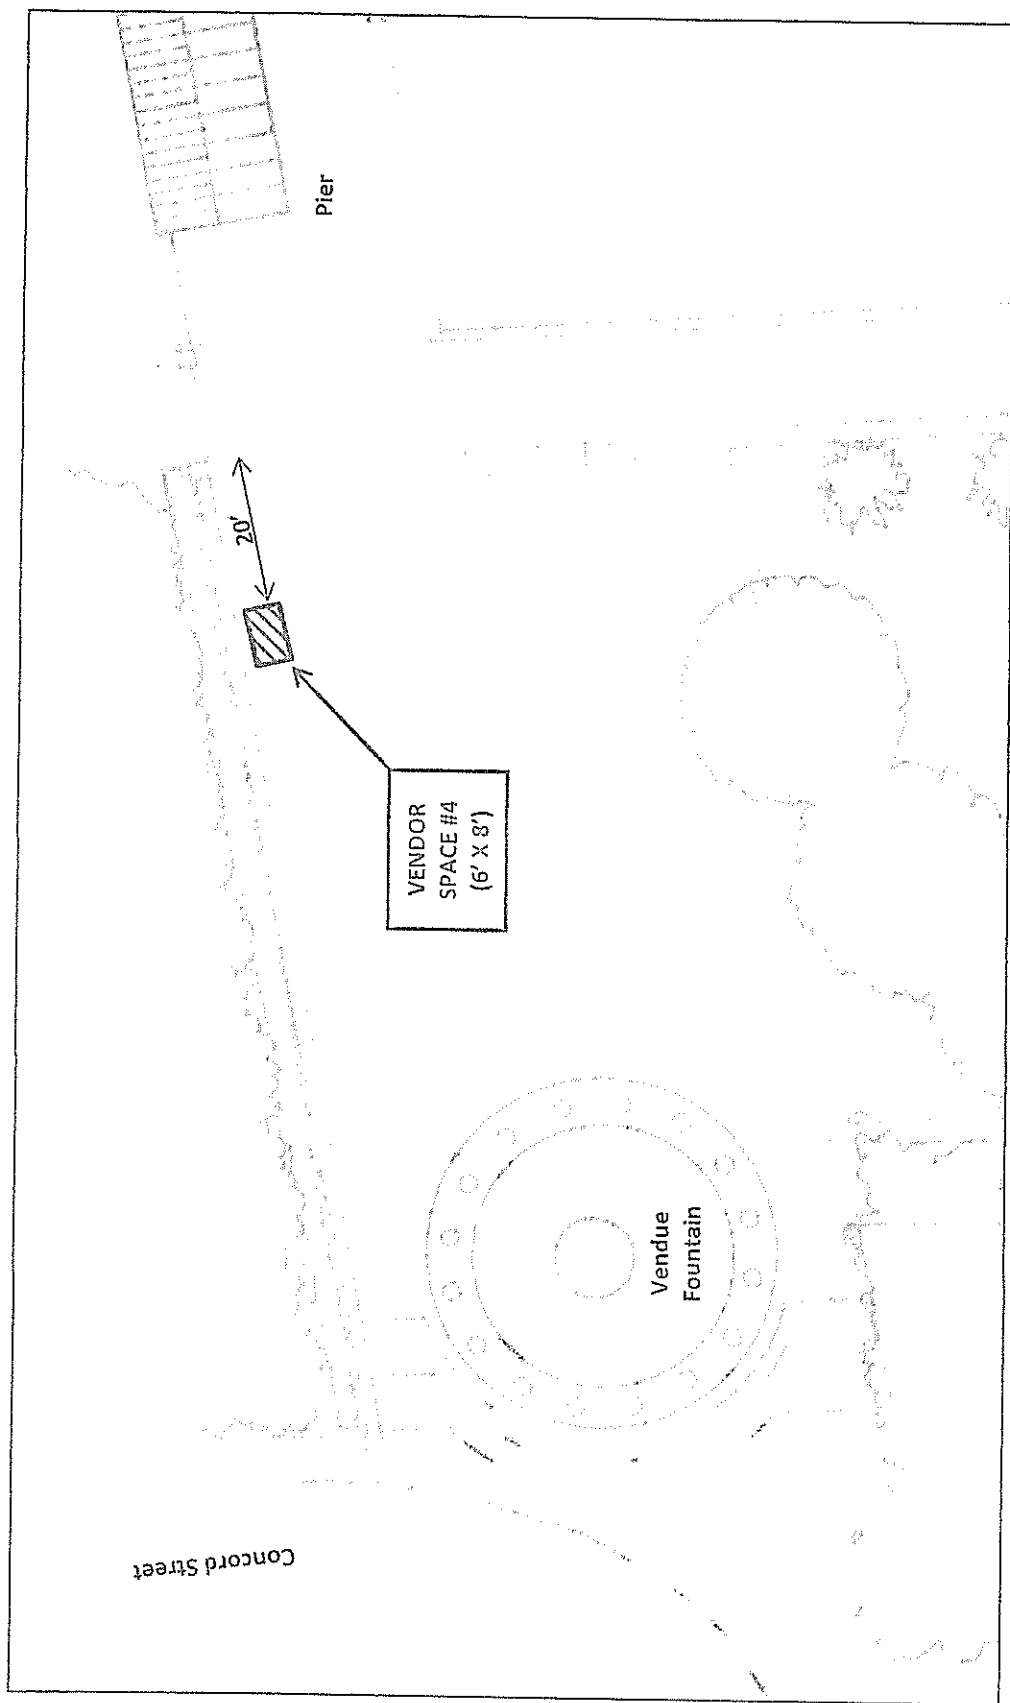 Pier
20'
VENDOR
SPACE #4
(6' X 8')
Vendue
Fountain
Concord Street